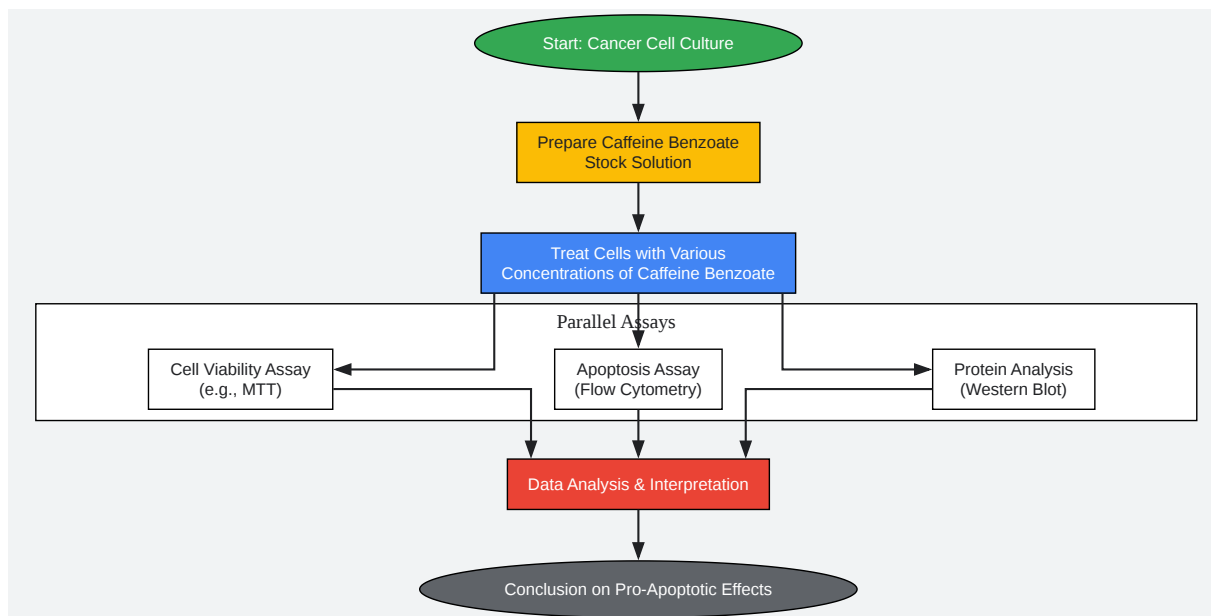 Start: Cancer Cell Culture
Prepare Caffeine Benzoate
Stock Solution
Treat Cells with Various
Concentrations of Caffeine Benzoate
Parallel Assays
Cell Viability Assay
(e.g., MTT)
Apoptosis Assay
(Flow Cytometry)
Protein Analysis
(Western Blot)
Data Analysis & Interpretation
Conclusion on Pro-Apoptotic Effects